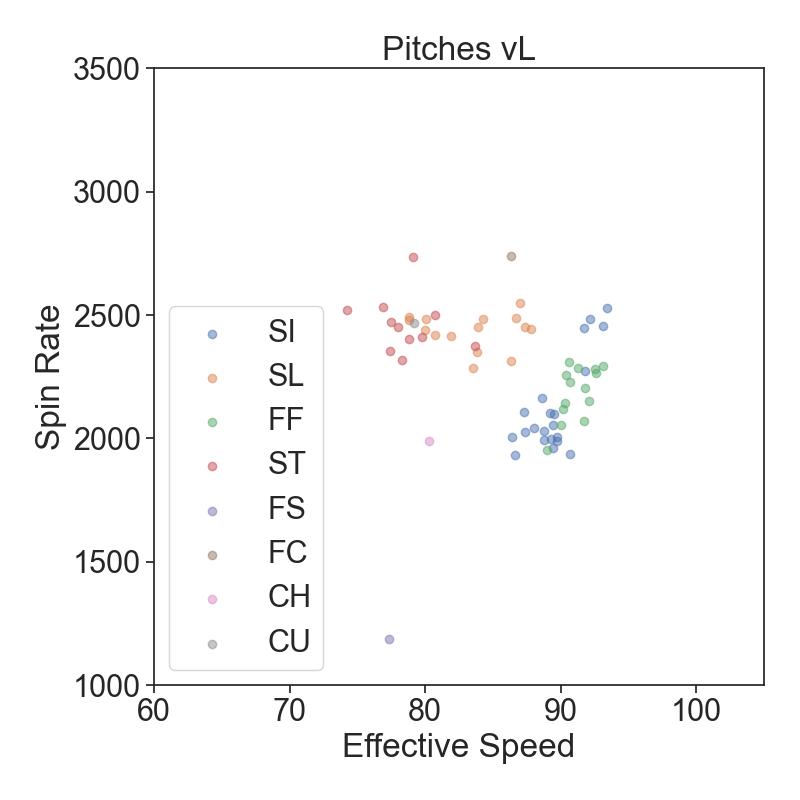 Pitches vL
3500
3000
2500
2000
1500
1000
Spin Rate
SI
SL
FF
ST
FS
FC
CH
CU
60 70 80 90 100
Effective Speed